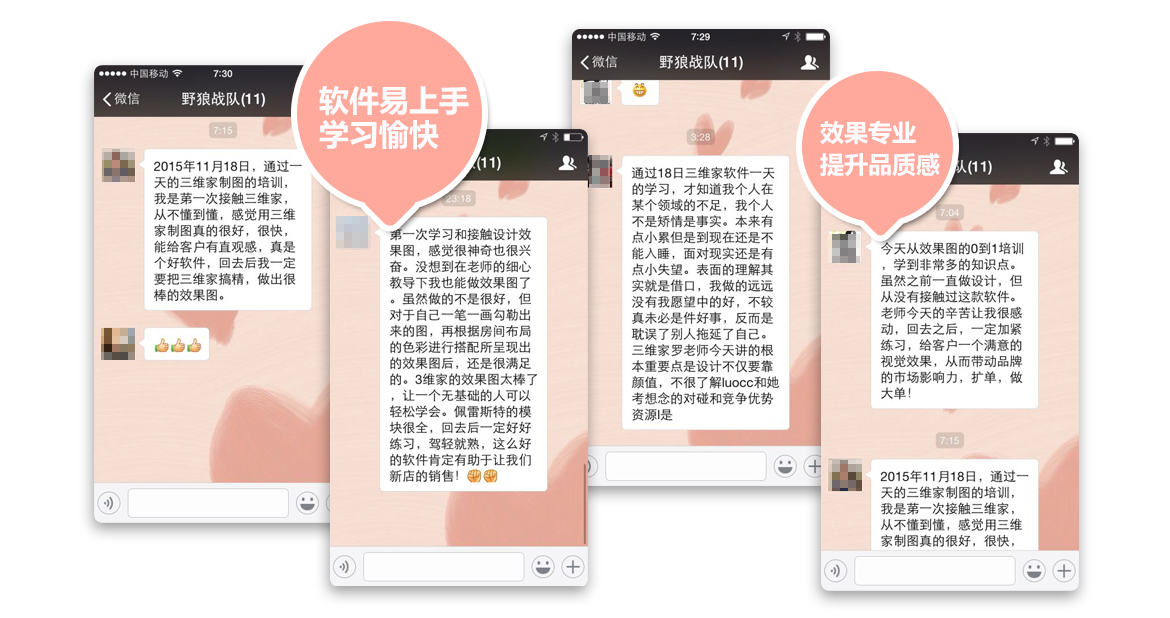 中国移动
7:30
微信
野狼战队(11)
7:15
2015年11月18日，通过一
天的三维家制图的培训，
我是第一次接触三维家，
从不懂到懂，感觉用三维
家制图真的很好，很快，
能给客户有直观感，真是
个好软件，回去后我一定
要把三维家搞精，做出很
棒的效果图。
软件易上手
学习愉快
(11)
23:18
第一次学习和接触设计效
果图，感觉很神奇也很兴
奋。没想到在老师的细心
教导下我也能做效果图了
。虽然做的不是很好，但
对于自己一笔一画勾勒出
来的图，再根据房间布局
的色彩进行搭配所呈现出
的效果图后，还是很满足
的。3维家的效果图太棒了
，让一个无基础的人可以
轻松学会。佩雷斯特的模
块很全，回去后一定好好
练习，驾轻就熟，这么好
的软件肯定有助于让我们
新店的销售！
中国移动
7:29
微信
野狼战队(11)
3:28
通过18日三维家软件一天
的学习，才知道我个人在
某个领域的不足，我个人
不是矫情是事实。本来有
点小累但是到现在还是不
能入睡，面对现实还是有
点小失望。表面的理解其
实就是借口，我做的远远
没有我愿望中的好，不较
真未必是件好事，反而是
耽误了别人拖延了自己。
三维家罗老师今天讲的根
本重要点是设计不仅要靠
颜值，不很了解luocc和她
考想念的对碰和竞争优势
资源l是
效果专业
提升品质感
队(11)
7:04
今天从效果图的0到1培训
，学到非常多的知识点。
虽然之前一直做设计，但
从没有接触过这款软件。
老师今天的辛苦让我很感
动，回去之后，一定加紧
练习，给客户一个满意的
视觉效果，从而带动品牌
的市场影响力，扩单，做
大单！
7:15
2015年11月18日，通过一
天的三维家制图的培训，
我是第一次接触三维家，
从不懂到懂，感觉用三维
家制图真的很好，很快，